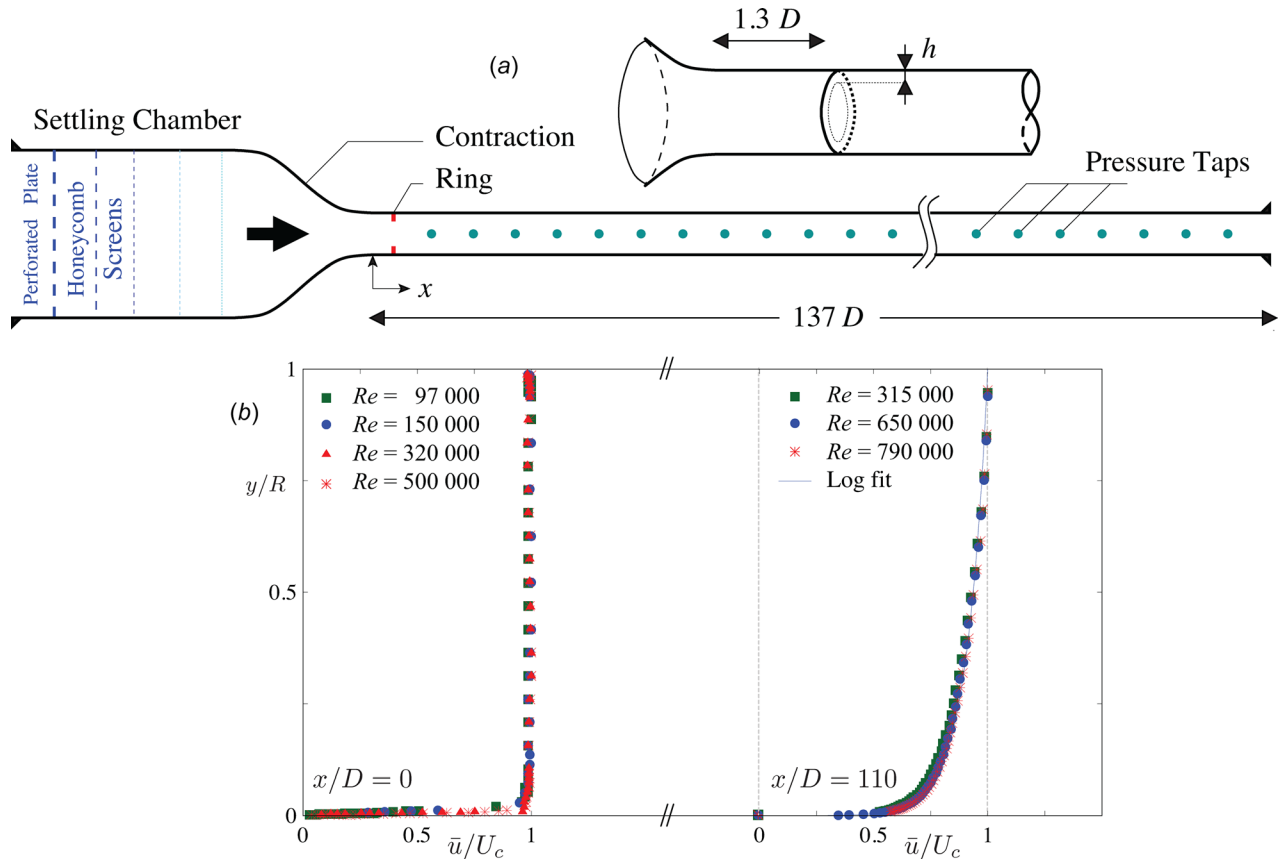 1.3 D
(a)
h
Settling Chamber
Contraction
Ring
Pressure Taps
Perforated Plate
Honeycomb
Screens
x
137 D
(b)
1
Re = 97 000
Re = 150 000
Re = 320 000
Re = 500 000
Re = 315 000
Re = 650 000
Re = 790 000
Log fit
y/R
0.5
x/D = 0
x/D = 110
0
0 0.5 1 0 0.5 1
ū/U_c ū/U_c